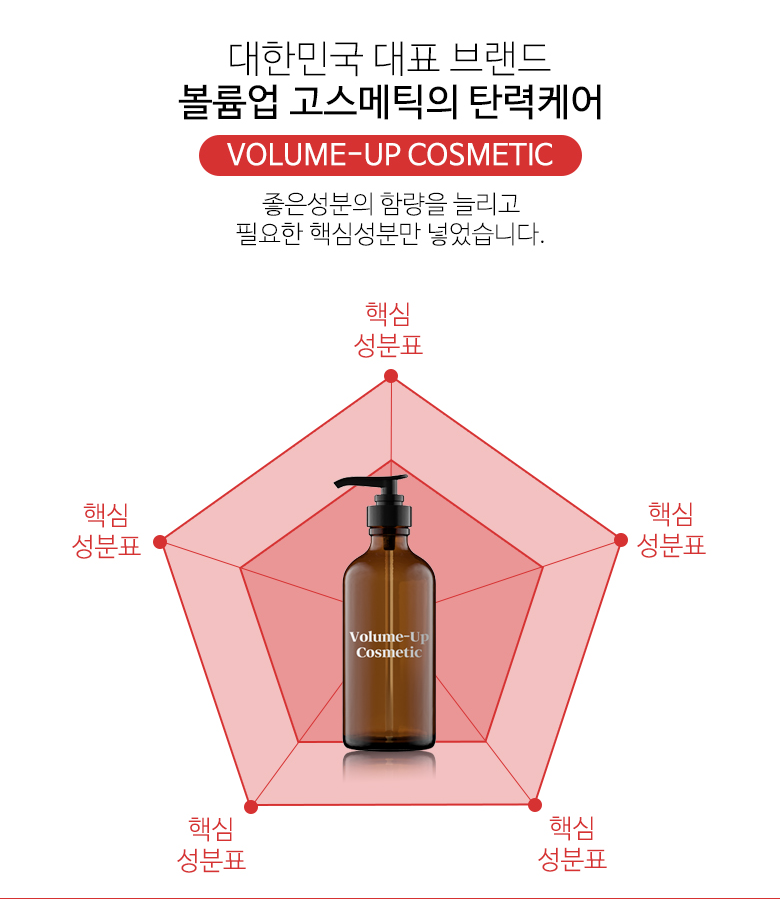 대한민국 대표 브랜드
볼륨업 고스메틱의 탄력케어
VOLUME-UP COSMETIC
좋은성분의 함량을 늘리고
필요한 핵심성분만 넣었습니다.
핵심
성분표
핵심
성분표
핵심
성분표
Volume-Up
Cosmetic
핵심
성분표
핵심
성분표